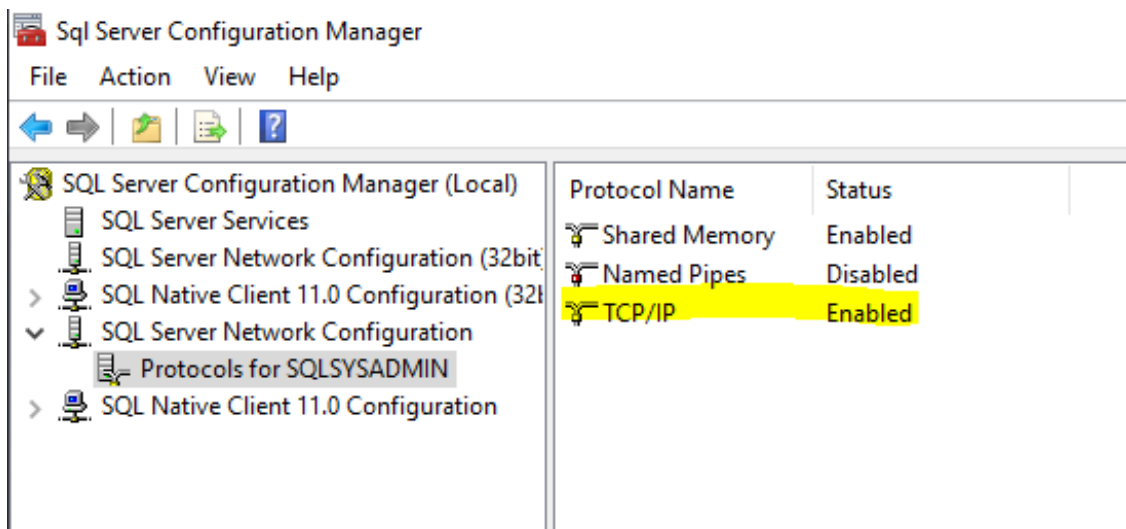 Sql Server Configuration Manager
File Action View Help
SQL Server Configuration Manager (Local)
SQL Server Services
SQL Server Network Configuration (32bit
SQL Native Client 11.0 Configuration (32
SQL Server Network Configuration
Protocols for SQLSYSADMIN
SQL Native Client 11.0 Configuration
Protocol Name Status
Shared Memory Enabled
Named Pipes Disabled
TCP/IP Enabled